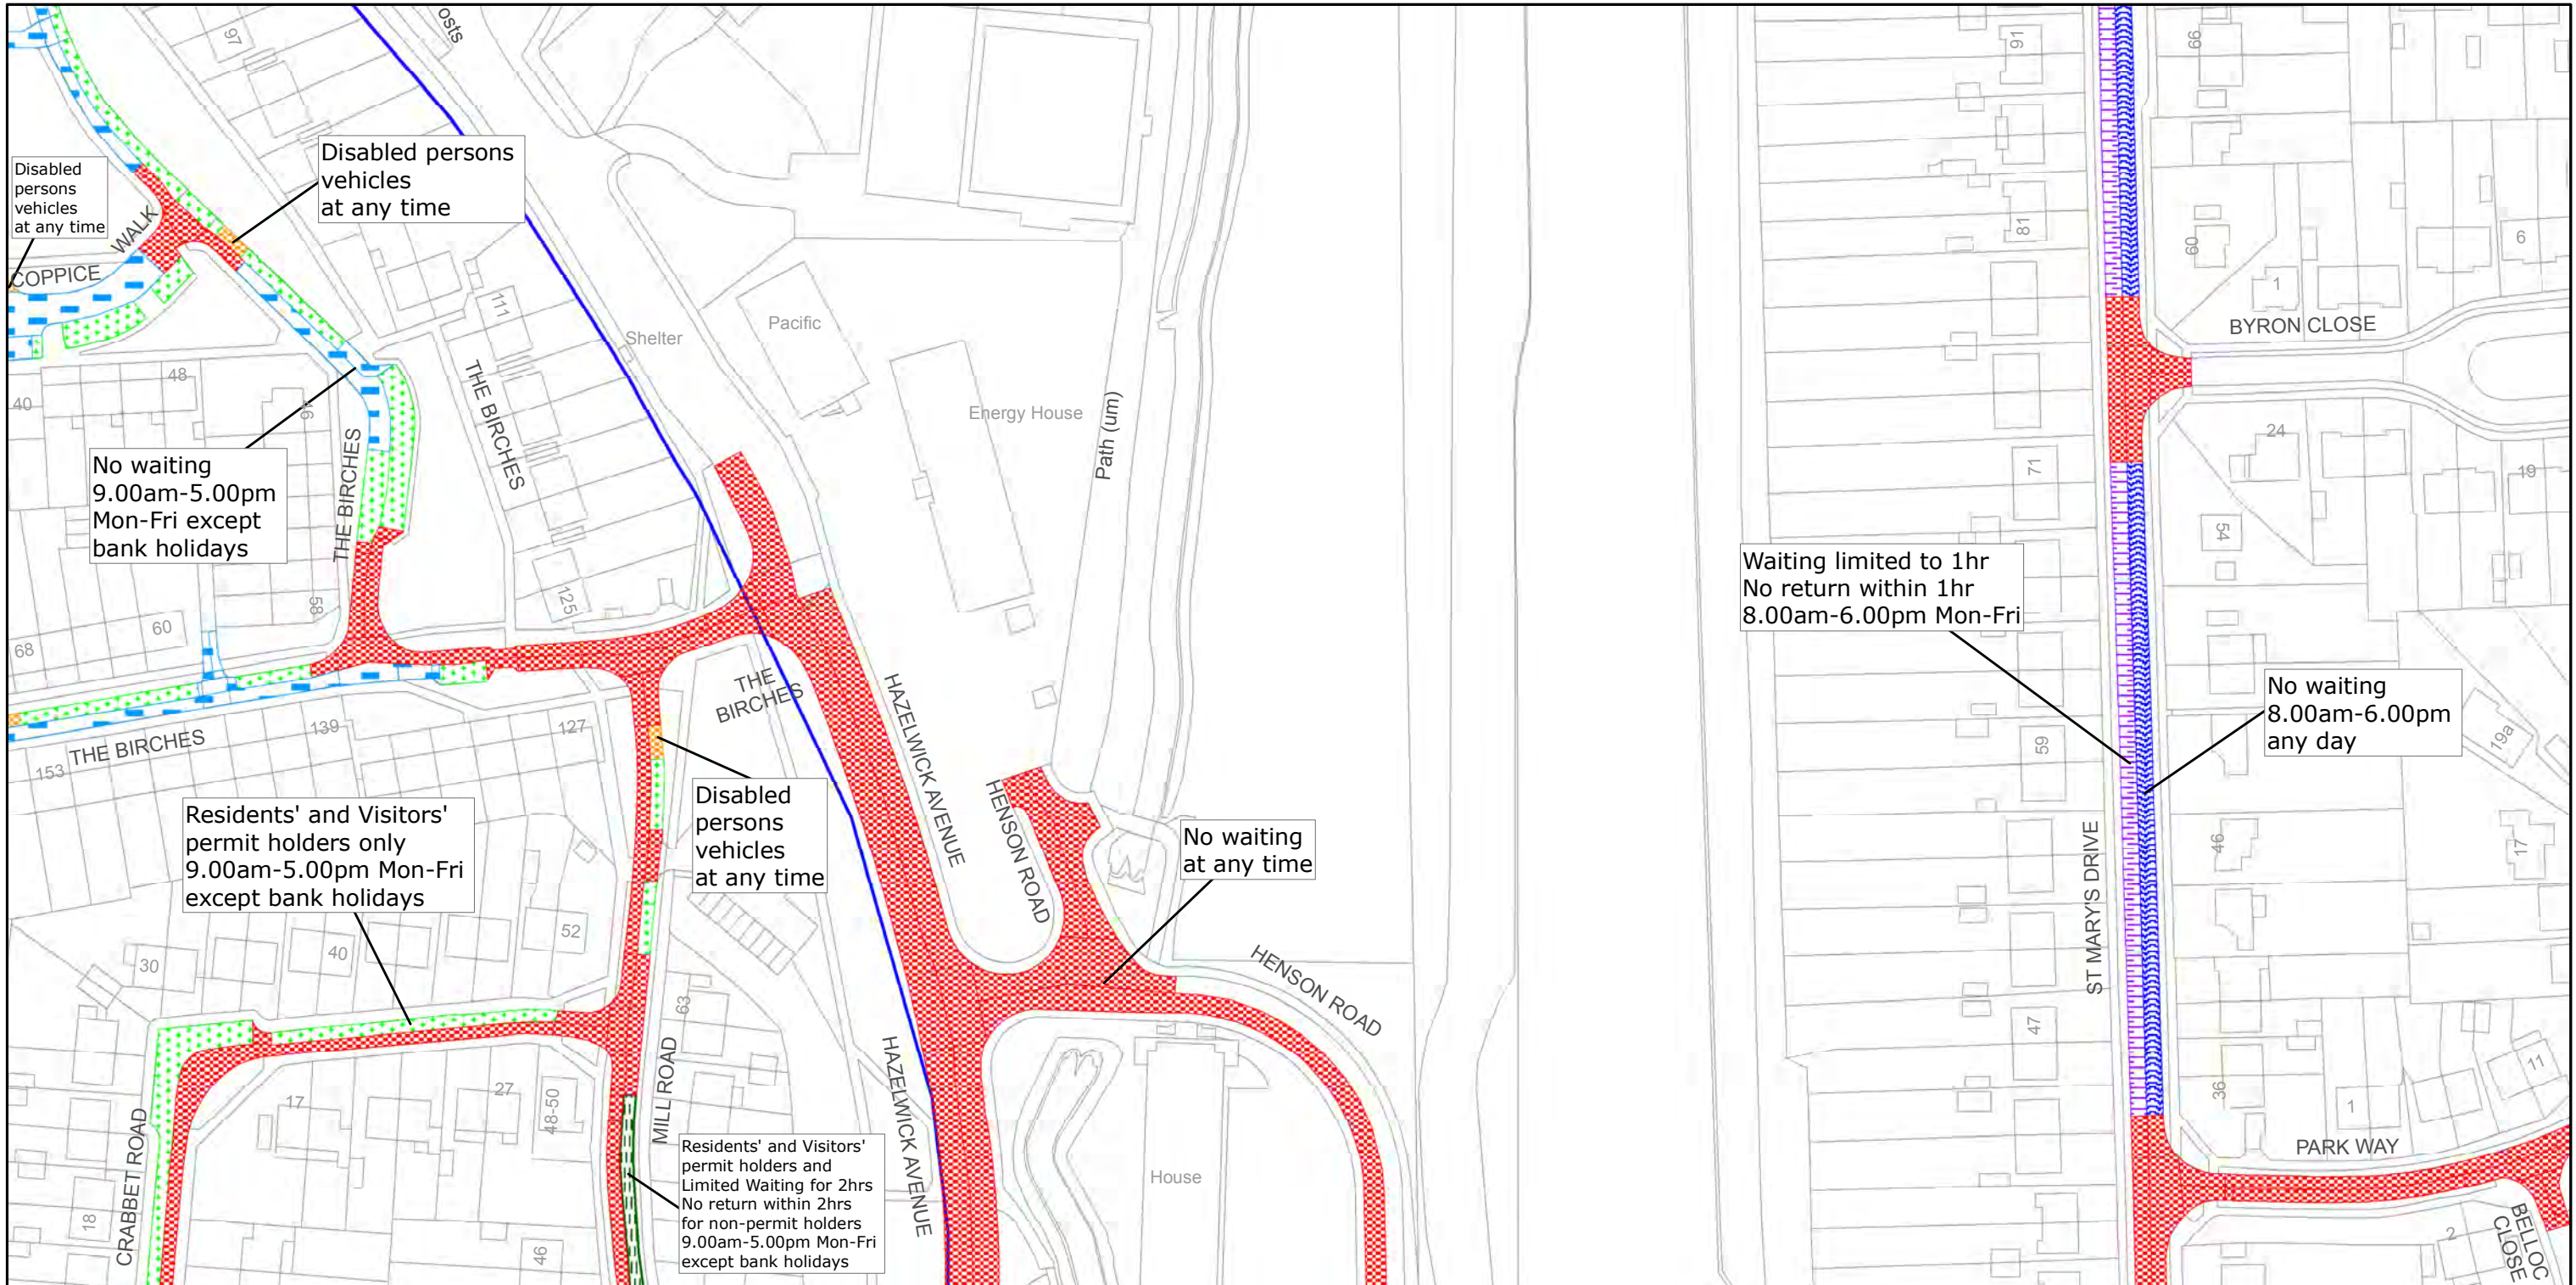 osts
97
91
66
Disabled persons
vehicles
at any time
Disabled
persons
vehicles
at any time
WALK
COPPICE
81
60
6
1
111
Shelter
Pacific
BYRON CLOSE
48
40
46
THE BIRCHES
Energy House
Path (um)
24
71
19
No waiting
9.00am-5.00pm
Mon-Fri except
bank holidays
THE BIRCHES
54
Waiting limited to 1hr
No return within 1hr
8.00am-6.00pm Mon-Fri
125
58
60
68
THE
BIRCHES
No waiting
8.00am-6.00pm
any day
HAZELWICK AVENUE
139
127
THE BIRCHES
153
59
19a
Disabled
persons
vehicles
at any time
HENSON ROAD
No waiting
at any time
Residents' and Visitors'
permit holders only
9.00am-5.00pm Mon-Fri
except bank holidays
ST MARY'S DRIVE
46
17
52
40
30
HENSON ROAD
63
47
MILL ROAD
HAZELWICK AVENUE
27
17
48-50
36
1
11
CRABBET ROAD
PARK WAY
Residents' and Visitors'
permit holders and
Limited Waiting for 2hrs
No return within 2hrs
for non-permit holders
9.00am-5.00pm Mon-Fri
except bank holidays
House
18
46
2
BELLOC
CLOSE